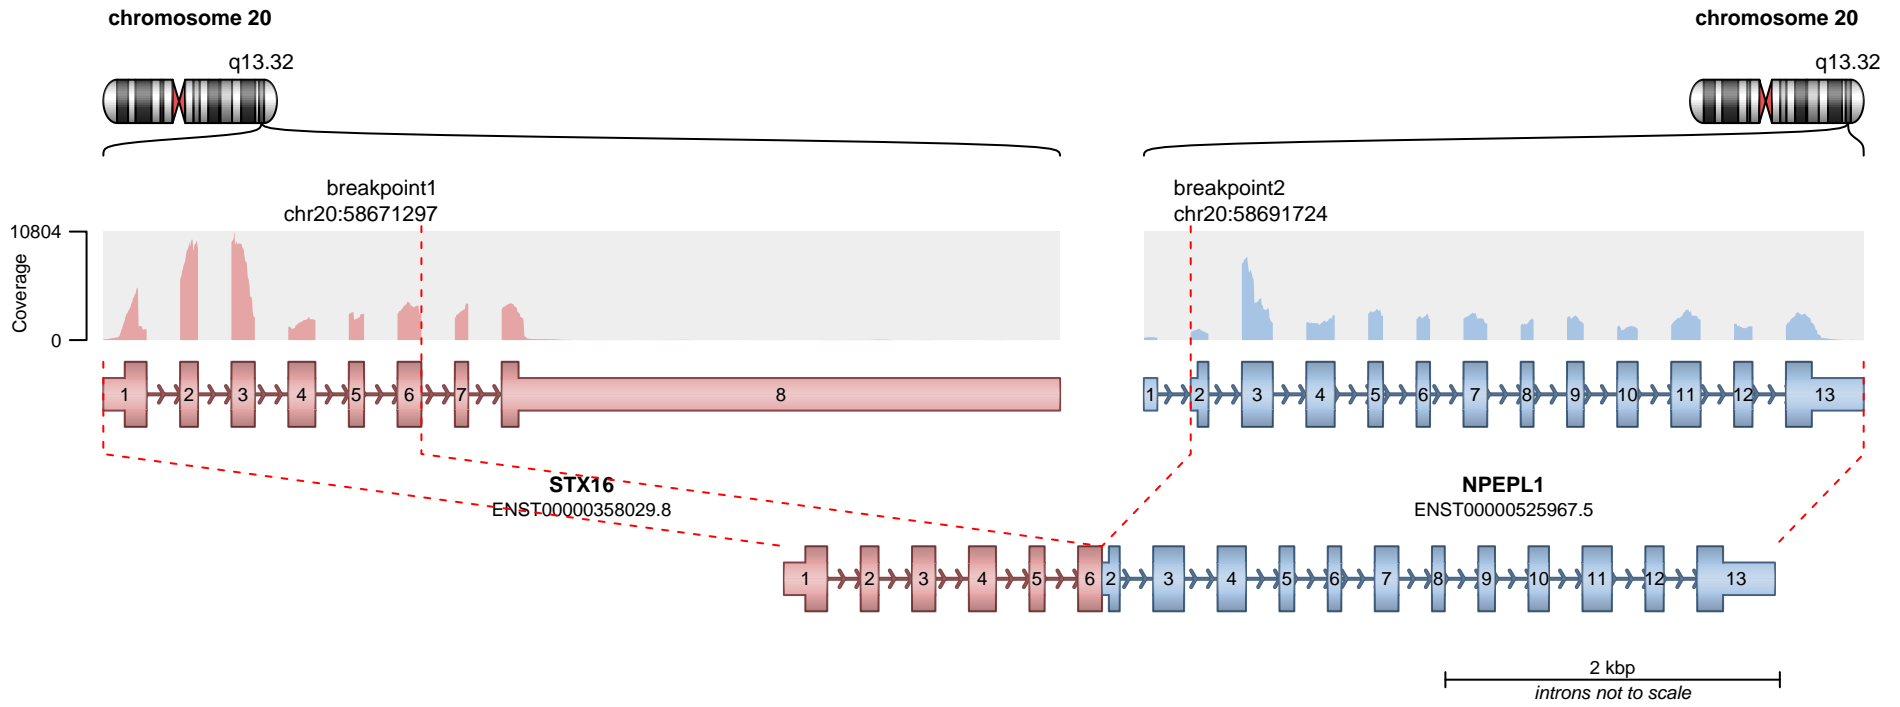 chromosome 20
chromosome 20
q13.32
q13.32
breakpoint1
chr20:58671297
breakpoint2
chr20:58691724
10804
Coverage
0
1 2 3 4 5 6 7 8
1 2 3 4 5 6 7 8 9 10 11 12 13
STX16
ENST00000358029.8
NPEPL1
ENST00000525967.5
1 2 3 4 5 6 2 3 4 5 6 7 8 9 10 11 12 13
2 kbp
introns not to scale